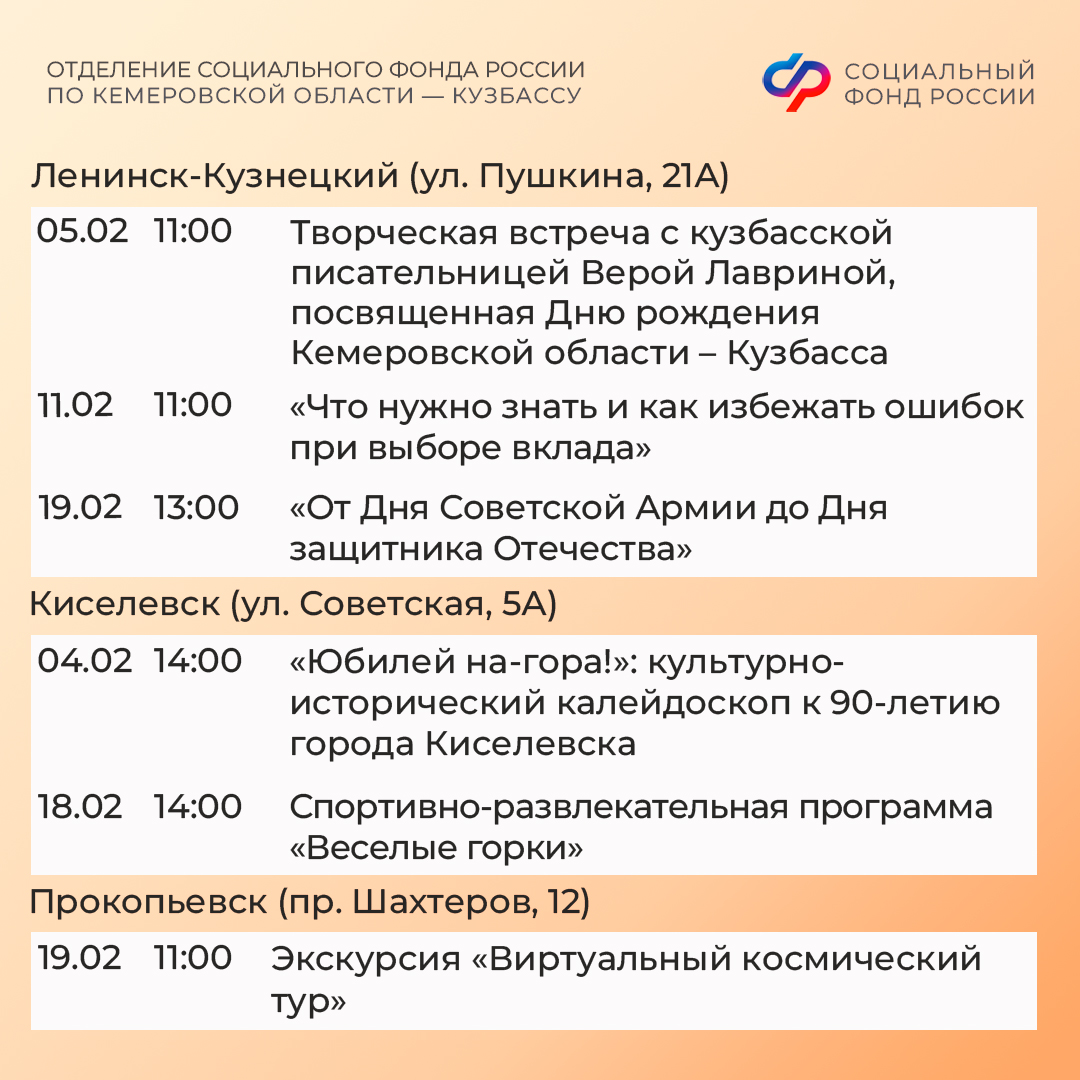 ОТДЕЛЕНИЕ СОЦИАЛЬНОГО ФОНДА РОССИИ
ПО КЕМЕРОВСКОЙ ОБЛАСТИ — КУЗБАССУ
СОЦИАЛЬНЫЙ
ФОНД РОССИИ
Ленинск-Кузнецкий (ул. Пушкина, 21А)
05.02 11:00 Творческая встреча с кузбасской
писательницей Верой Лавриной,
посвященная Дню рождения
Кемеровской области – Кузбасса
11.02 11:00 «Что нужно знать и как избежать ошибок
при выборе вклада»
19.02 13:00 «От Дня Советской Армии до Дня
защитника Отечества»
Киселевск (ул. Советская, 5А)
04.02 14:00 «Юбилей на-гора!»: культурно-
исторический калейдоскоп к 90-летию
города Киселевска
18.02 14:00 Спортивно-развлекательная программа
«Веселые горки»
Прокопьевск (пр. Шахтеров, 12)
19.02 11:00 Экскурсия «Виртуальный космический
тур»